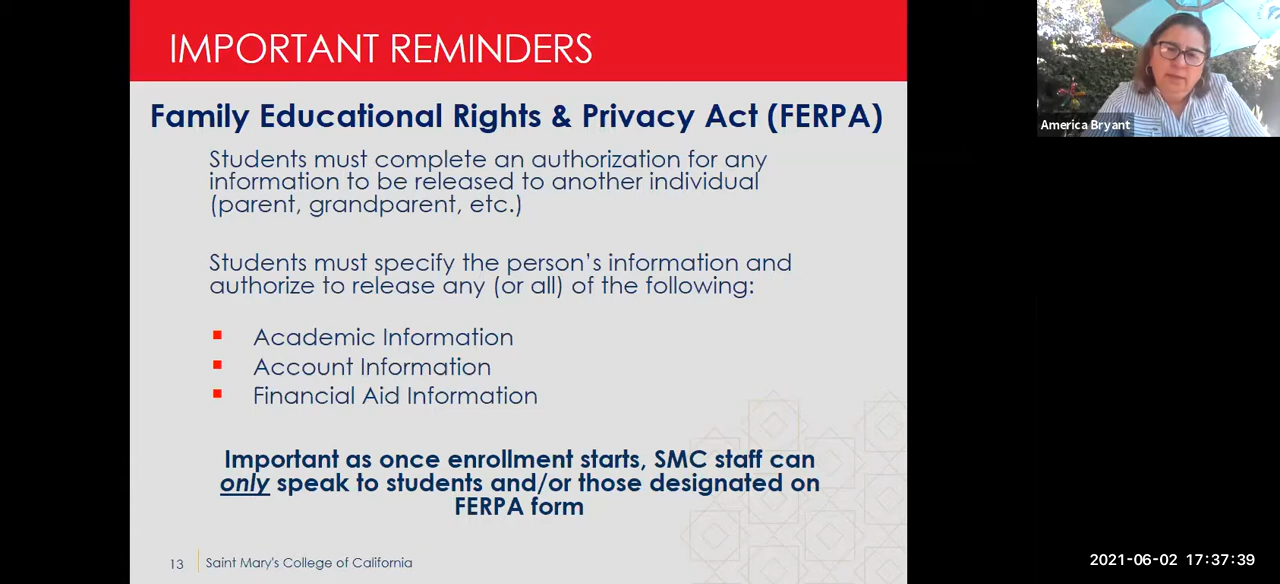 IMPORTANT REMINDERS
Family Educational Rights & Privacy Act (FERPA)
Students must complete an authorization for any
information to be released to another individual
(parent, grandparent, etc.)
Students must specify the person's information and
authorize to release any (or all) of the following:
Academic Information
Account Information
Financial Aid Information
Important as once enrollment starts, SMC staff can
only speak to students and/or those designated on
FERPA form
13
Saint Mary's College of California
America Bryant
2021-06-02 17:37:39